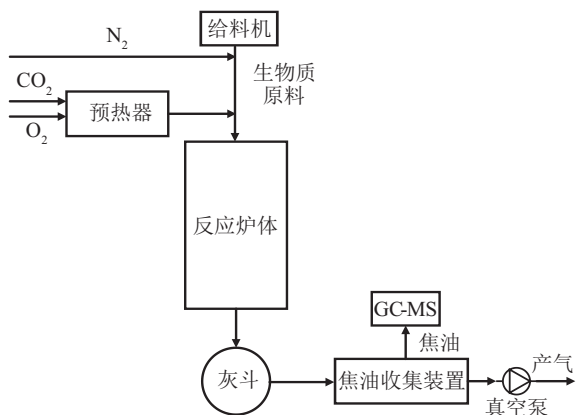 给料机
N₂
生物质
原料
CO₂
O₂
预热器
反应炉体
GC-MS
焦油
灰斗
焦油收集装置
产气
真空泵